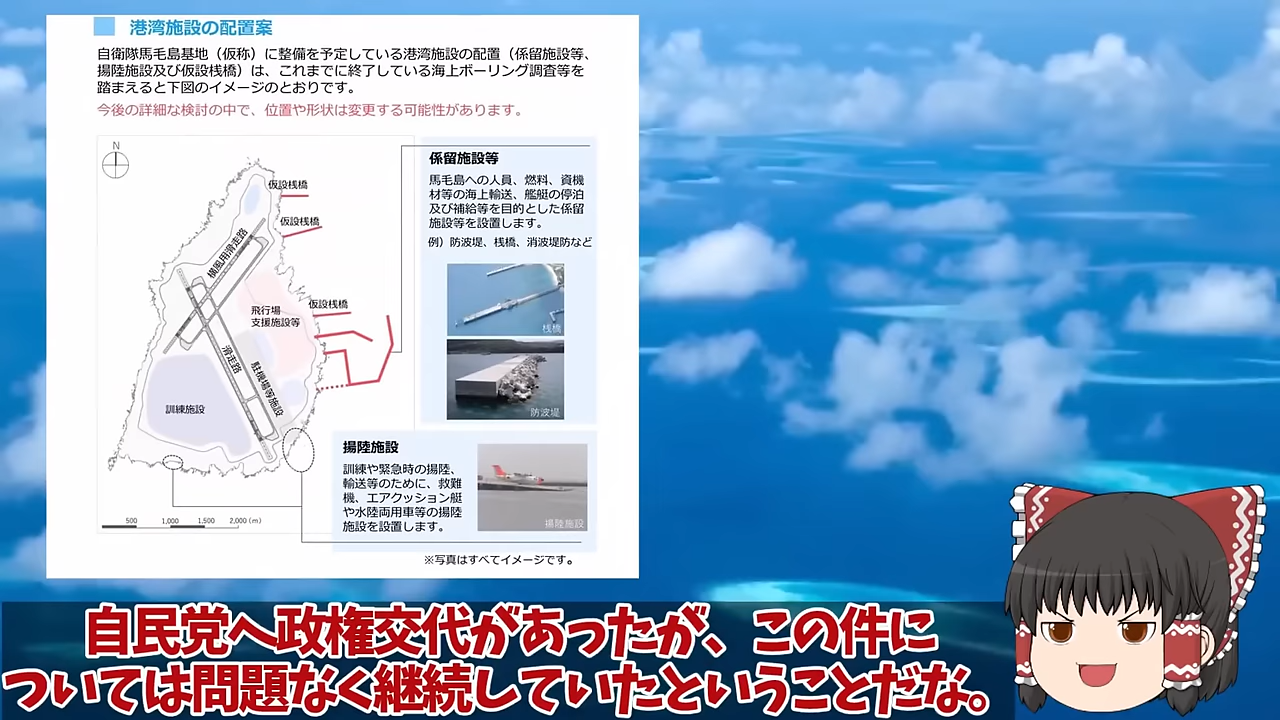 港湾施設の配置案
自衛隊馬毛島基地（仮称）に整備を予定している港湾施設の配置（係留施設等、
揚陸施設及び仮設桟橋）は、これまでに終了している海上ボーリング調査等を
踏まえると下図のイメージのとおりです。
今後の詳細な検討の中で、位置や形状は変更する可能性があります。
N
仮設桟橋
仮設桟橋
横風用滑走路
飛行場
支援施設等
仮設桟橋
滑走路
駐機場等施設
訓練施設
500 1,000 1,500 2,000 (m)
係留施設等
馬毛島への人員、燃料、資機
材等の海上輸送、艦艇の停泊
及び補給等を目的とした係留
施設等を設置します。
例）防波堤、桟橋、消波堤防など
桟橋
防波堤
揚陸施設
訓練や緊急時の揚陸、
輸送等のために、救難
機、エアクッション艇
や水陸両用車等の揚陸
施設を設置します。
揚陸施設
※写真はすべてイメージです。
自民党へ政権交代があったが、この件に
ついては問題なく継続していたということだな。